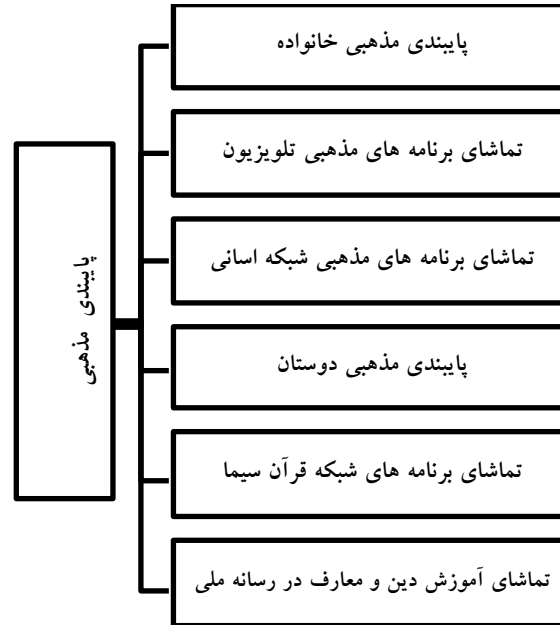 پایبندی مذهبی خانواده
تماشای برنامه های مذهبی تلویزیون
تماشای برنامه های مذهبی شبکه اسانی
پایبندی مذهبی دوستان
تماشای برنامه های شبکه قرآن سیما
تماشای آموزش دین و معارف در رسانه ملی
پایبندی مذهبی